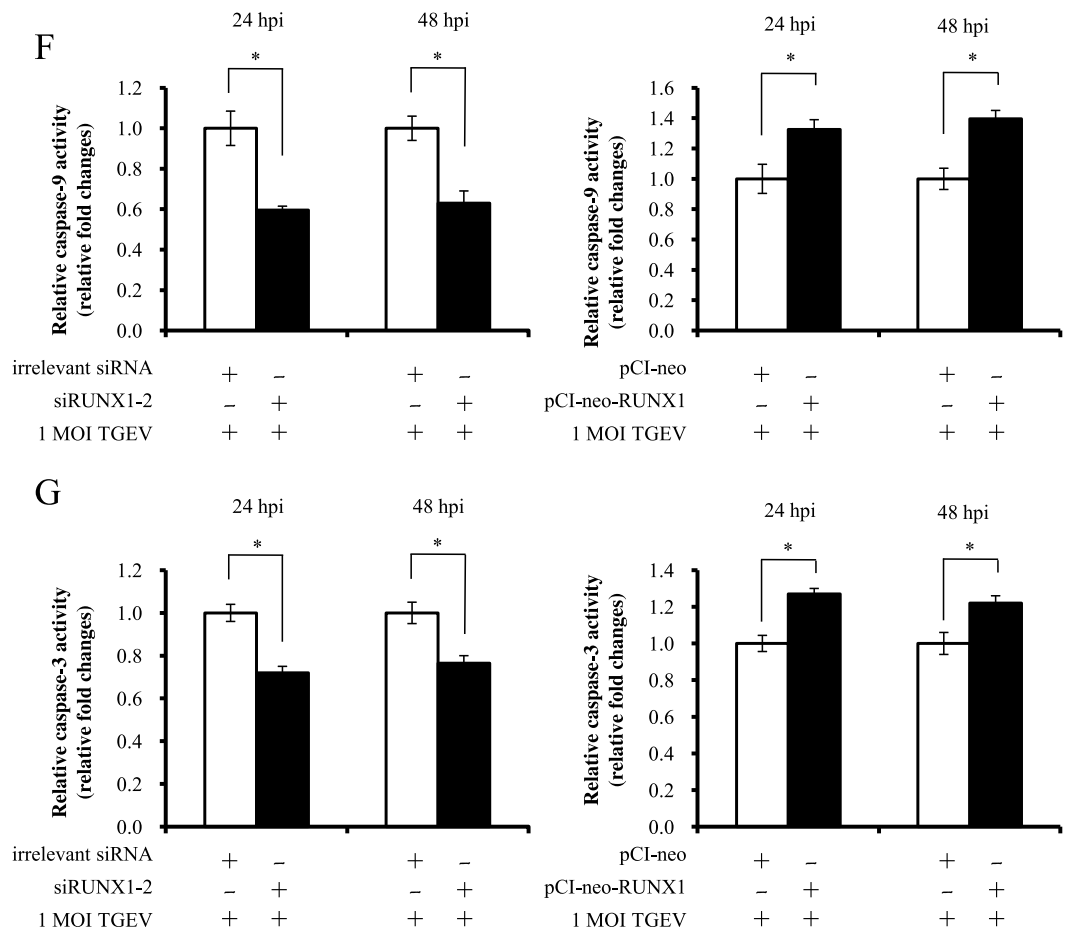 F
24 hpi 48 hpi
* *
Relative caspase-9 activity
(relative fold changes)
1.2
1.0
0.8
0.6
0.4
0.2
0.0
irrelevant siRNA + – + –
siRUNX1-2 – + – +
1 MOI TGEV + + + +
24 hpi 48 hpi
* *
Relative caspase-9 activity
(relative fold changes)
1.6
1.4
1.2
1.0
0.8
0.6
0.4
0.2
0.0
pCI-neo + – + –
pCI-neo-RUNX1 – + – +
1 MOI TGEV + + + +
G
24 hpi 48 hpi
* *
Relative caspase-3 activity
(relative fold changes)
1.2
1.0
0.8
0.6
0.4
0.2
0.0
irrelevant siRNA + – + –
siRUNX1-2 – + – +
1 MOI TGEV + + + +
24 hpi 48 hpi
* *
Relative caspase-3 activity
(relative fold changes)
1.4
1.2
1.0
0.8
0.6
0.4
0.2
0.0
pCI-neo + – + –
pCI-neo-RUNX1 – + – +
1 MOI TGEV + + + +